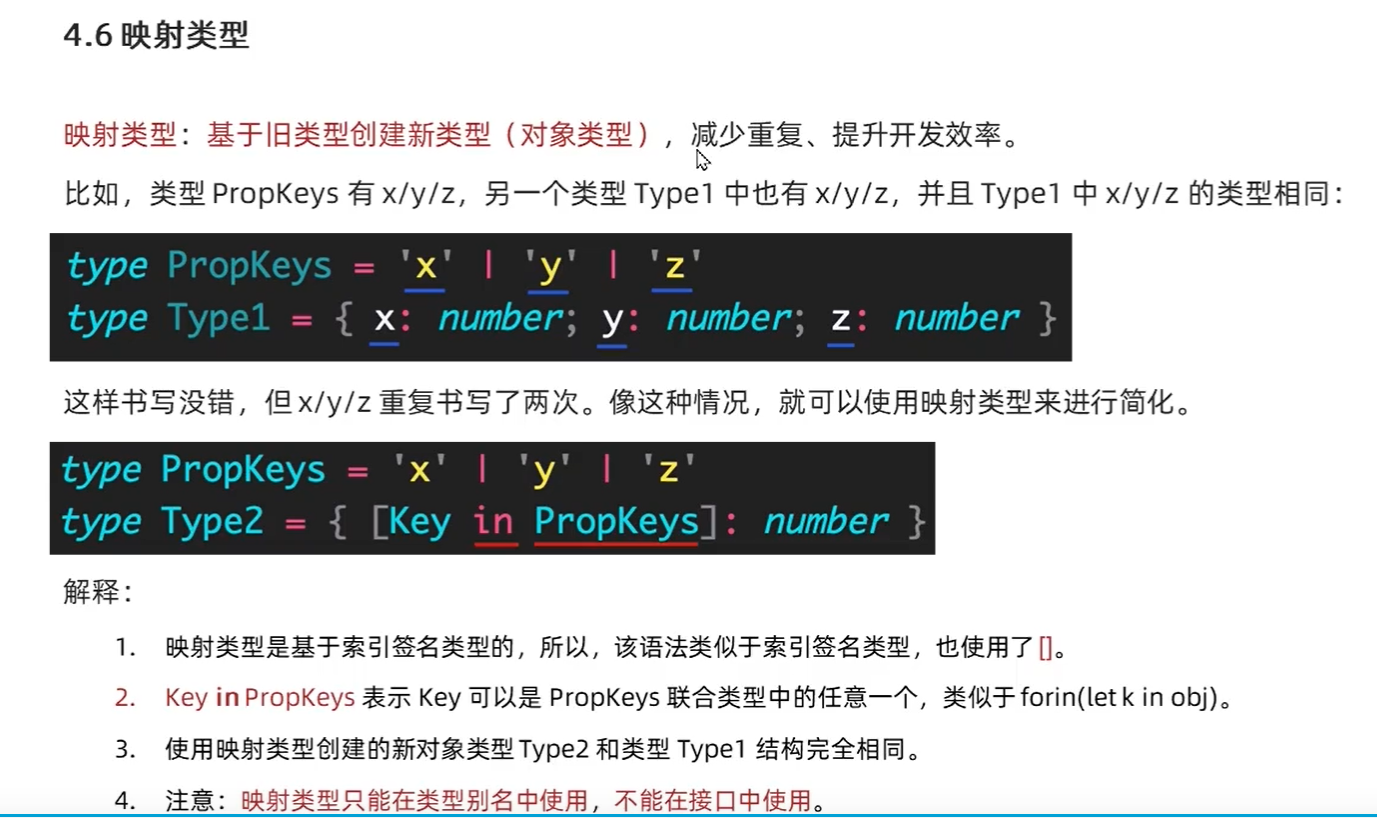 4.6 映射类型
映射类型：基于旧类型创建新类型（对象类型），减少重复、提升开发效率。
比如，类型 PropKeys 有 x/y/z，另一个类型 Type1 中也有 x/y/z，并且 Type1 中 x/y/z 的类型相同：
type PropKeys = 'x' | 'y' | 'z'
type Type1 = { x: number; y: number; z: number }
这样书写没错，但 x/y/z 重复书写了两次。像这种情况，就可以使用映射类型来进行简化。
type PropKeys = 'x' | 'y' | 'z'
type Type2 = { [Key in PropKeys]: number }
解释：
1. 映射类型是基于索引签名类型的，所以，该语法类似于索引签名类型，也使用了 []。
2. Key in PropKeys 表示 Key 可以是 PropKeys 联合类型中的任意一个，类似于 forin(let k in obj)。
3. 使用映射类型创建的新对象类型 Type2 和类型 Type1 结构完全相同。
4. 注意：映射类型只能在类型别名中使用，不能在接口中使用。